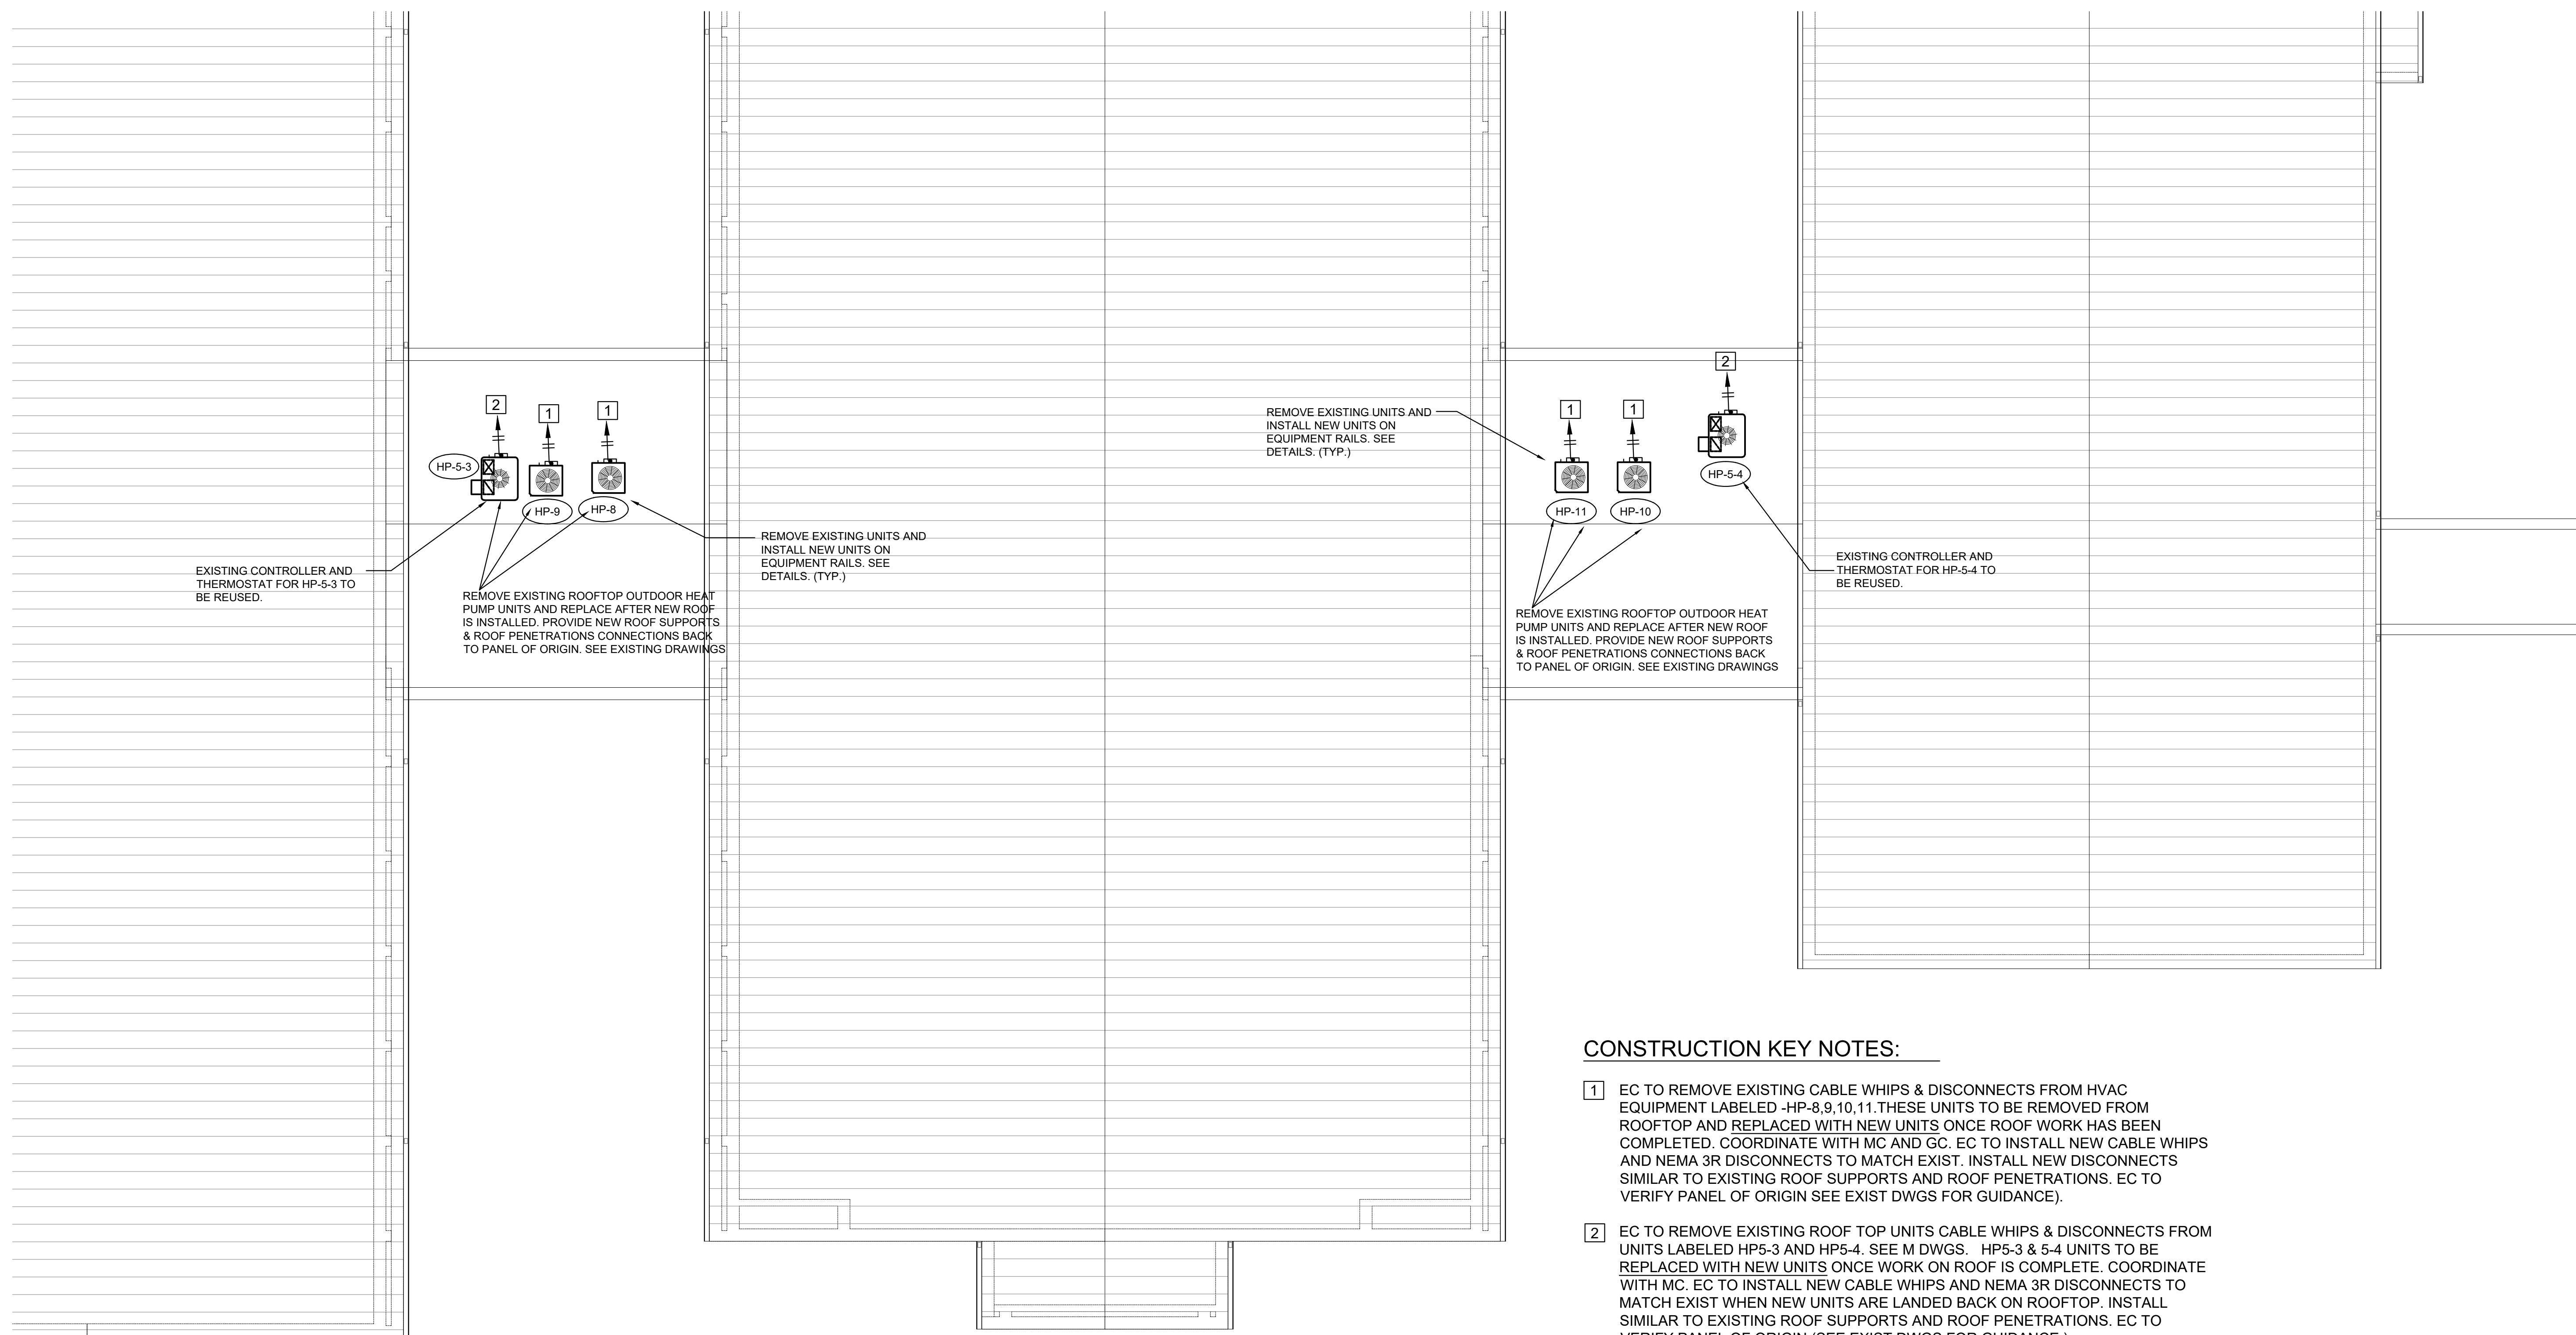 2
1
1
HP-5-3
HP-9
HP-8
EXISTING CONTROLLER AND
THERMOSTAT FOR HP-5-3 TO
BE REUSED.
REMOVE EXISTING ROOFTOP OUTDOOR HEAT
PUMP UNITS AND REPLACE AFTER NEW ROOF
IS INSTALLED. PROVIDE NEW ROOF SUPPORTS
& ROOF PENETRATIONS CONNECTIONS BACK
TO PANEL OF ORIGIN. SEE EXISTING DRAWINGS
REMOVE EXISTING UNITS AND
INSTALL NEW UNITS ON
EQUIPMENT RAILS. SEE
DETAILS. (TYP.)
REMOVE EXISTING UNITS AND
INSTALL NEW UNITS ON
EQUIPMENT RAILS. SEE
DETAILS. (TYP.)
1
1
2
HP-11
HP-10
HP-5-4
REMOVE EXISTING ROOFTOP OUTDOOR HEAT
PUMP UNITS AND REPLACE AFTER NEW ROOF
IS INSTALLED. PROVIDE NEW ROOF SUPPORTS
& ROOF PENETRATIONS CONNECTIONS BACK
TO PANEL OF ORIGIN. SEE EXISTING DRAWINGS
EXISTING CONTROLLER AND
THERMOSTAT FOR HP-5-4 TO
BE REUSED.
CONSTRUCTION KEY NOTES:
1 EC TO REMOVE EXISTING CABLE WHIPS & DISCONNECTS FROM HVAC
EQUIPMENT LABELED -HP-8,9,10,11.THESE UNITS TO BE REMOVED FROM
ROOFTOP AND REPLACED WITH NEW UNITS ONCE ROOF WORK HAS BEEN
COMPLETED. COORDINATE WITH MC AND GC. EC TO INSTALL NEW CABLE WHIPS
AND NEMA 3R DISCONNECTS TO MATCH EXIST. INSTALL NEW DISCONNECTS
SIMILAR TO EXISTING ROOF SUPPORTS AND ROOF PENETRATIONS. EC TO
VERIFY PANEL OF ORIGIN SEE EXIST DWGS FOR GUIDANCE).
2 EC TO REMOVE EXISTING ROOF TOP UNITS CABLE WHIPS & DISCONNECTS FROM
UNITS LABELED HP5-3 AND HP5-4. SEE M DWGS. HP5-3 & 5-4 UNITS TO BE
REPLACED WITH NEW UNITS ONCE WORK ON ROOF IS COMPLETE. COORDINATE
WITH MC. EC TO INSTALL NEW CABLE WHIPS AND NEMA 3R DISCONNECTS TO
MATCH EXIST WHEN NEW UNITS ARE LANDED BACK ON ROOFTOP. INSTALL
SIMILAR TO EXISTING ROOF SUPPORTS AND ROOF PENETRATIONS. EC TO
VERIFY PANEL OF ORIGIN (SEE EXIST DWGS FOR GUIDANCE.)